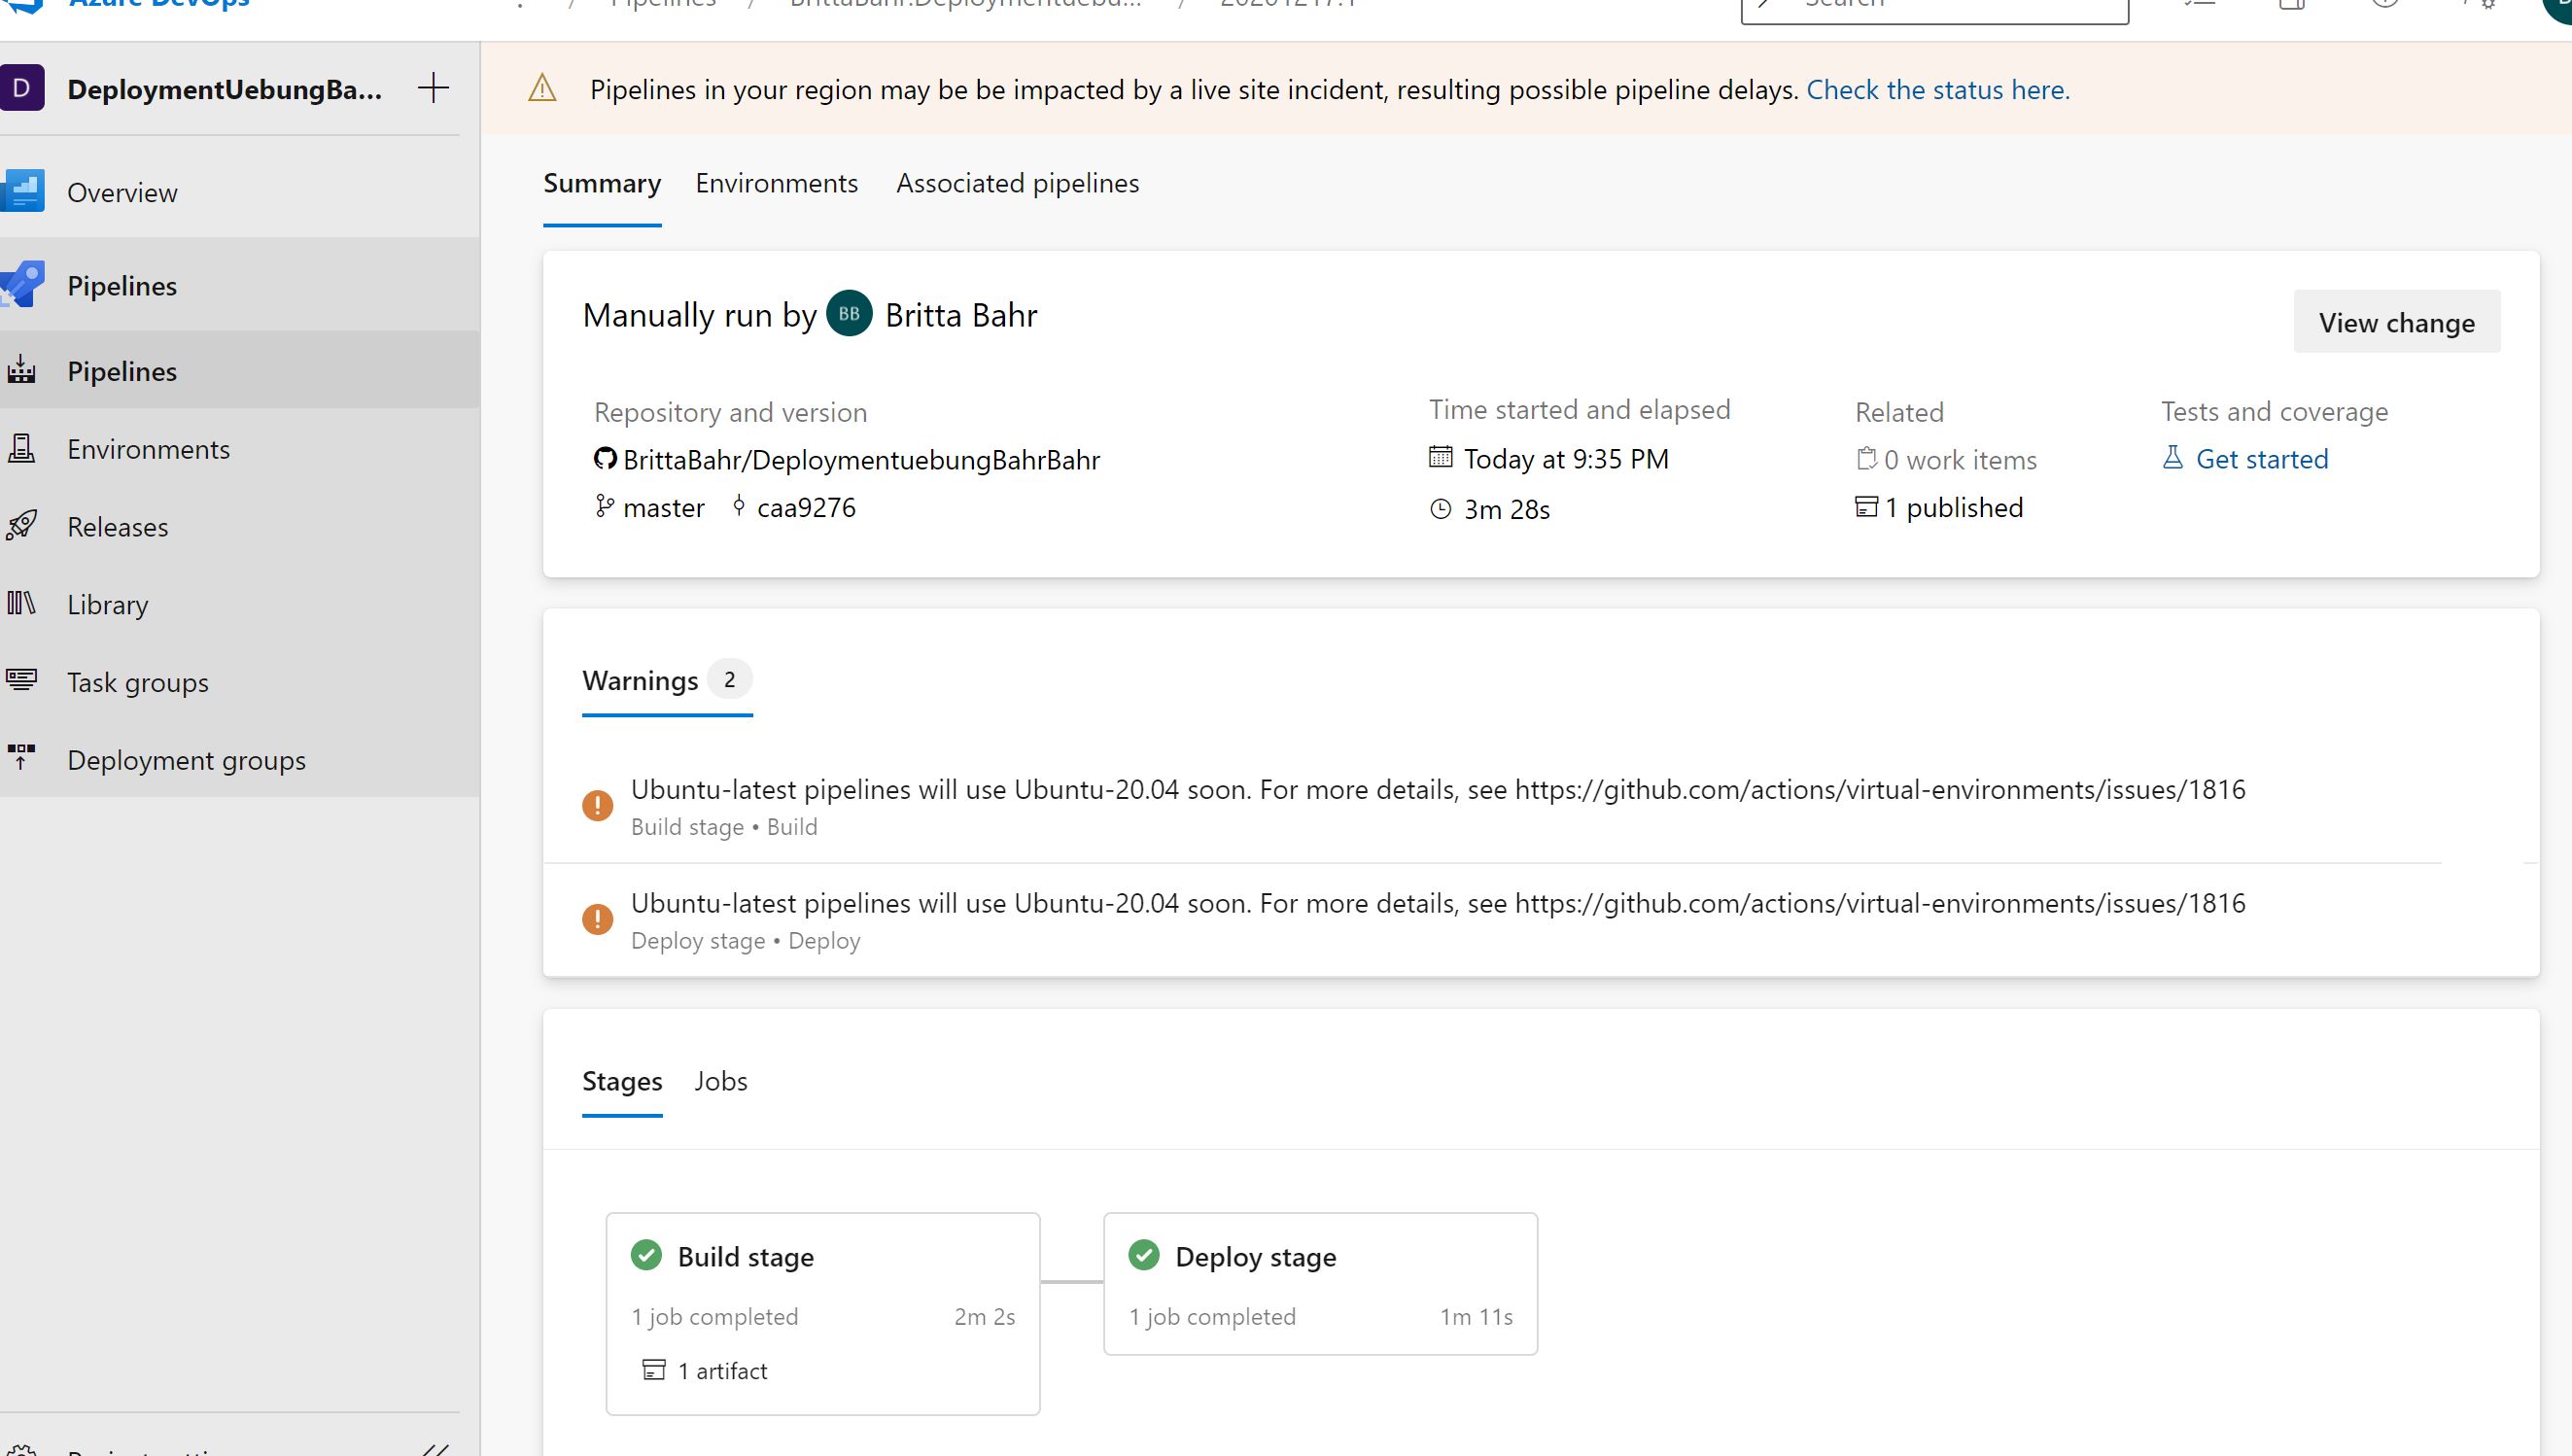 Azure DevOps
/ Pipelines / BrittaBahr.Deploymentuebu... / 20201217.1
Search
D DeploymentUebungBa...
Overview
Pipelines
Pipelines
Environments
Releases
Library
Task groups
Deployment groups
Pipelines in your region may be be impacted by a live site incident, resulting possible pipeline delays. Check the status here.
Summary Environments Associated pipelines
Manually run by BB Britta Bahr
View change
Repository and version
BrittaBahr/DeploymentuebungBahrBahr
master caa9276
Time started and elapsed
Today at 9:35 PM
3m 28s
Related
0 work items
1 published
Tests and coverage
Get started
Warnings 2
Ubuntu-latest pipelines will use Ubuntu-20.04 soon. For more details, see https://github.com/actions/virtual-environments/issues/1816
Build stage • Build
Ubuntu-latest pipelines will use Ubuntu-20.04 soon. For more details, see https://github.com/actions/virtual-environments/issues/1816
Deploy stage • Deploy
Stages Jobs
Build stage
1 job completed 2m 2s
1 artifact
Deploy stage
1 job completed 1m 11s